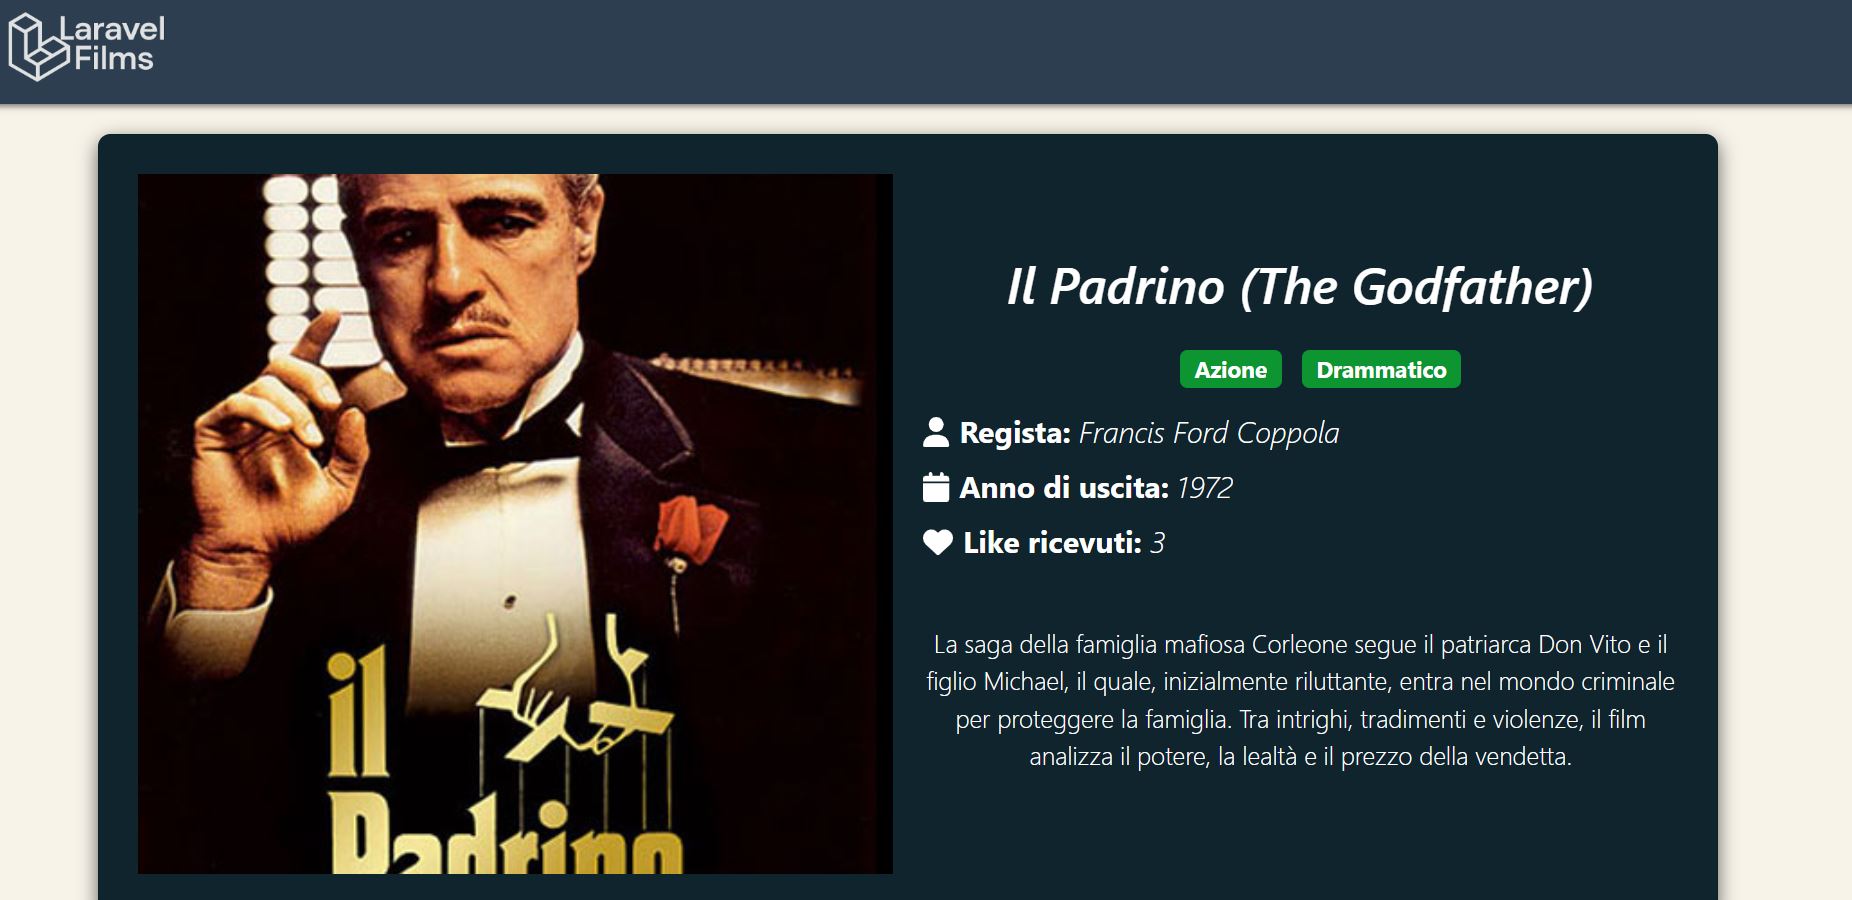 Laravel
Films
il
Padrino
Il Padrino (The Godfather)
Azione Drammatico
Regista: Francis Ford Coppola
Anno di uscita: 1972
Like ricevuti: 3
La saga della famiglia mafiosa Corleone segue il patriarca Don Vito e il
figlio Michael, il quale, inizialmente riluttante, entra nel mondo criminale
per proteggere la famiglia. Tra intrighi, tradimenti e violenze, il film
analizza il potere, la lealtà e il prezzo della vendetta.